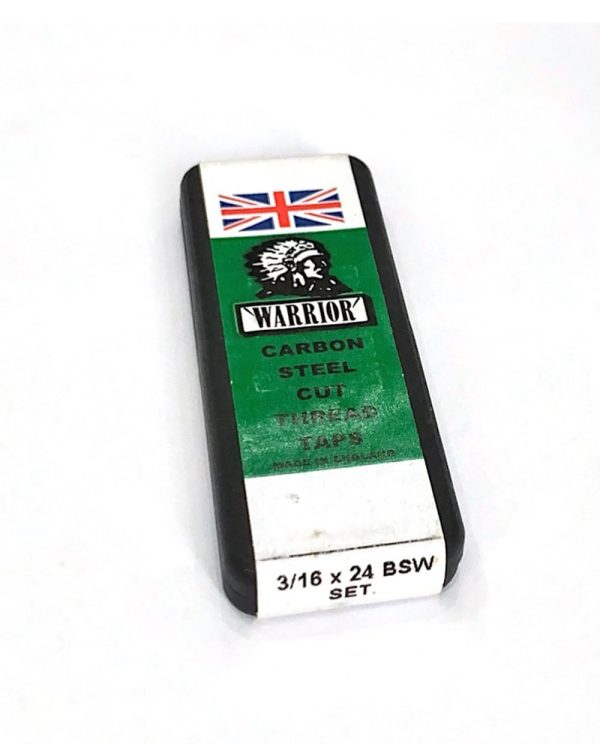 WARRIOR
CARBON
STEEL
CUT
THREAD
TAPS
MADE IN ENGLAND
3/16 x 24 BSW
SET.